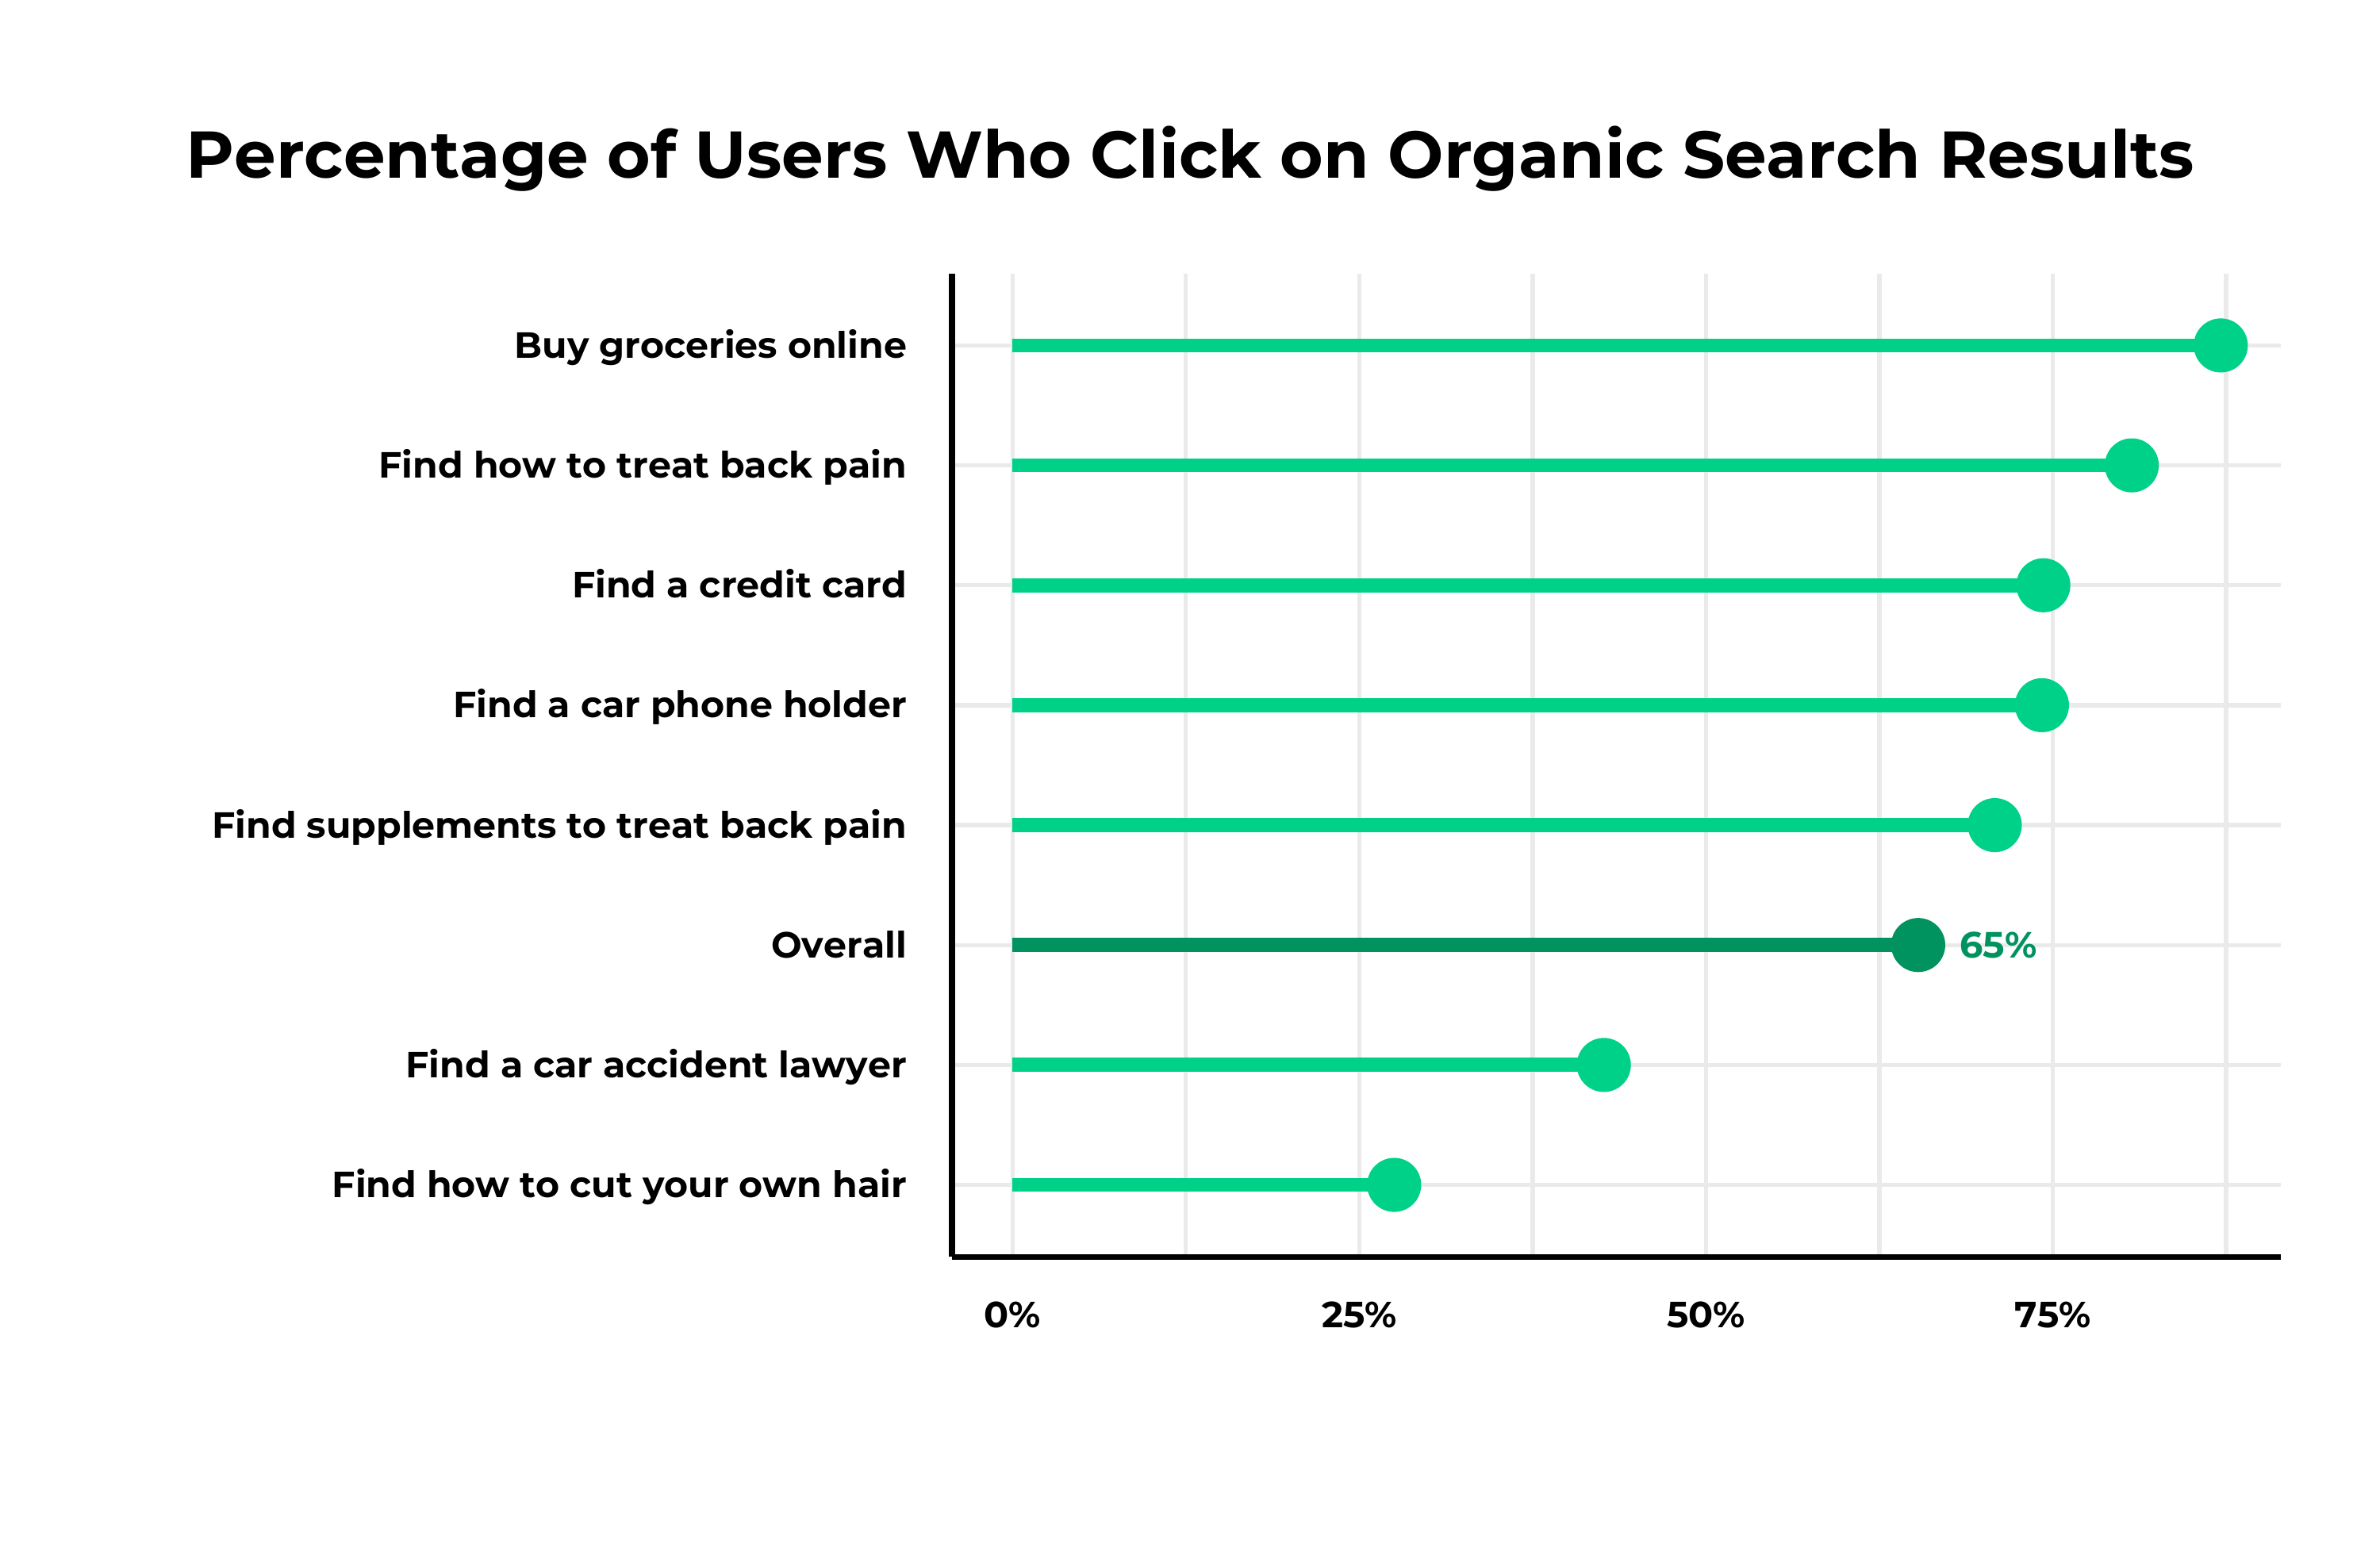 Percentage of Users Who Click on Organic Search Results
Buy groceries online
Find how to treat back pain
Find a credit card
Find a car phone holder
Find supplements to treat back pain
Overall
65%
Find a car accident lawyer
Find how to cut your own hair
0%
25%
50%
75%